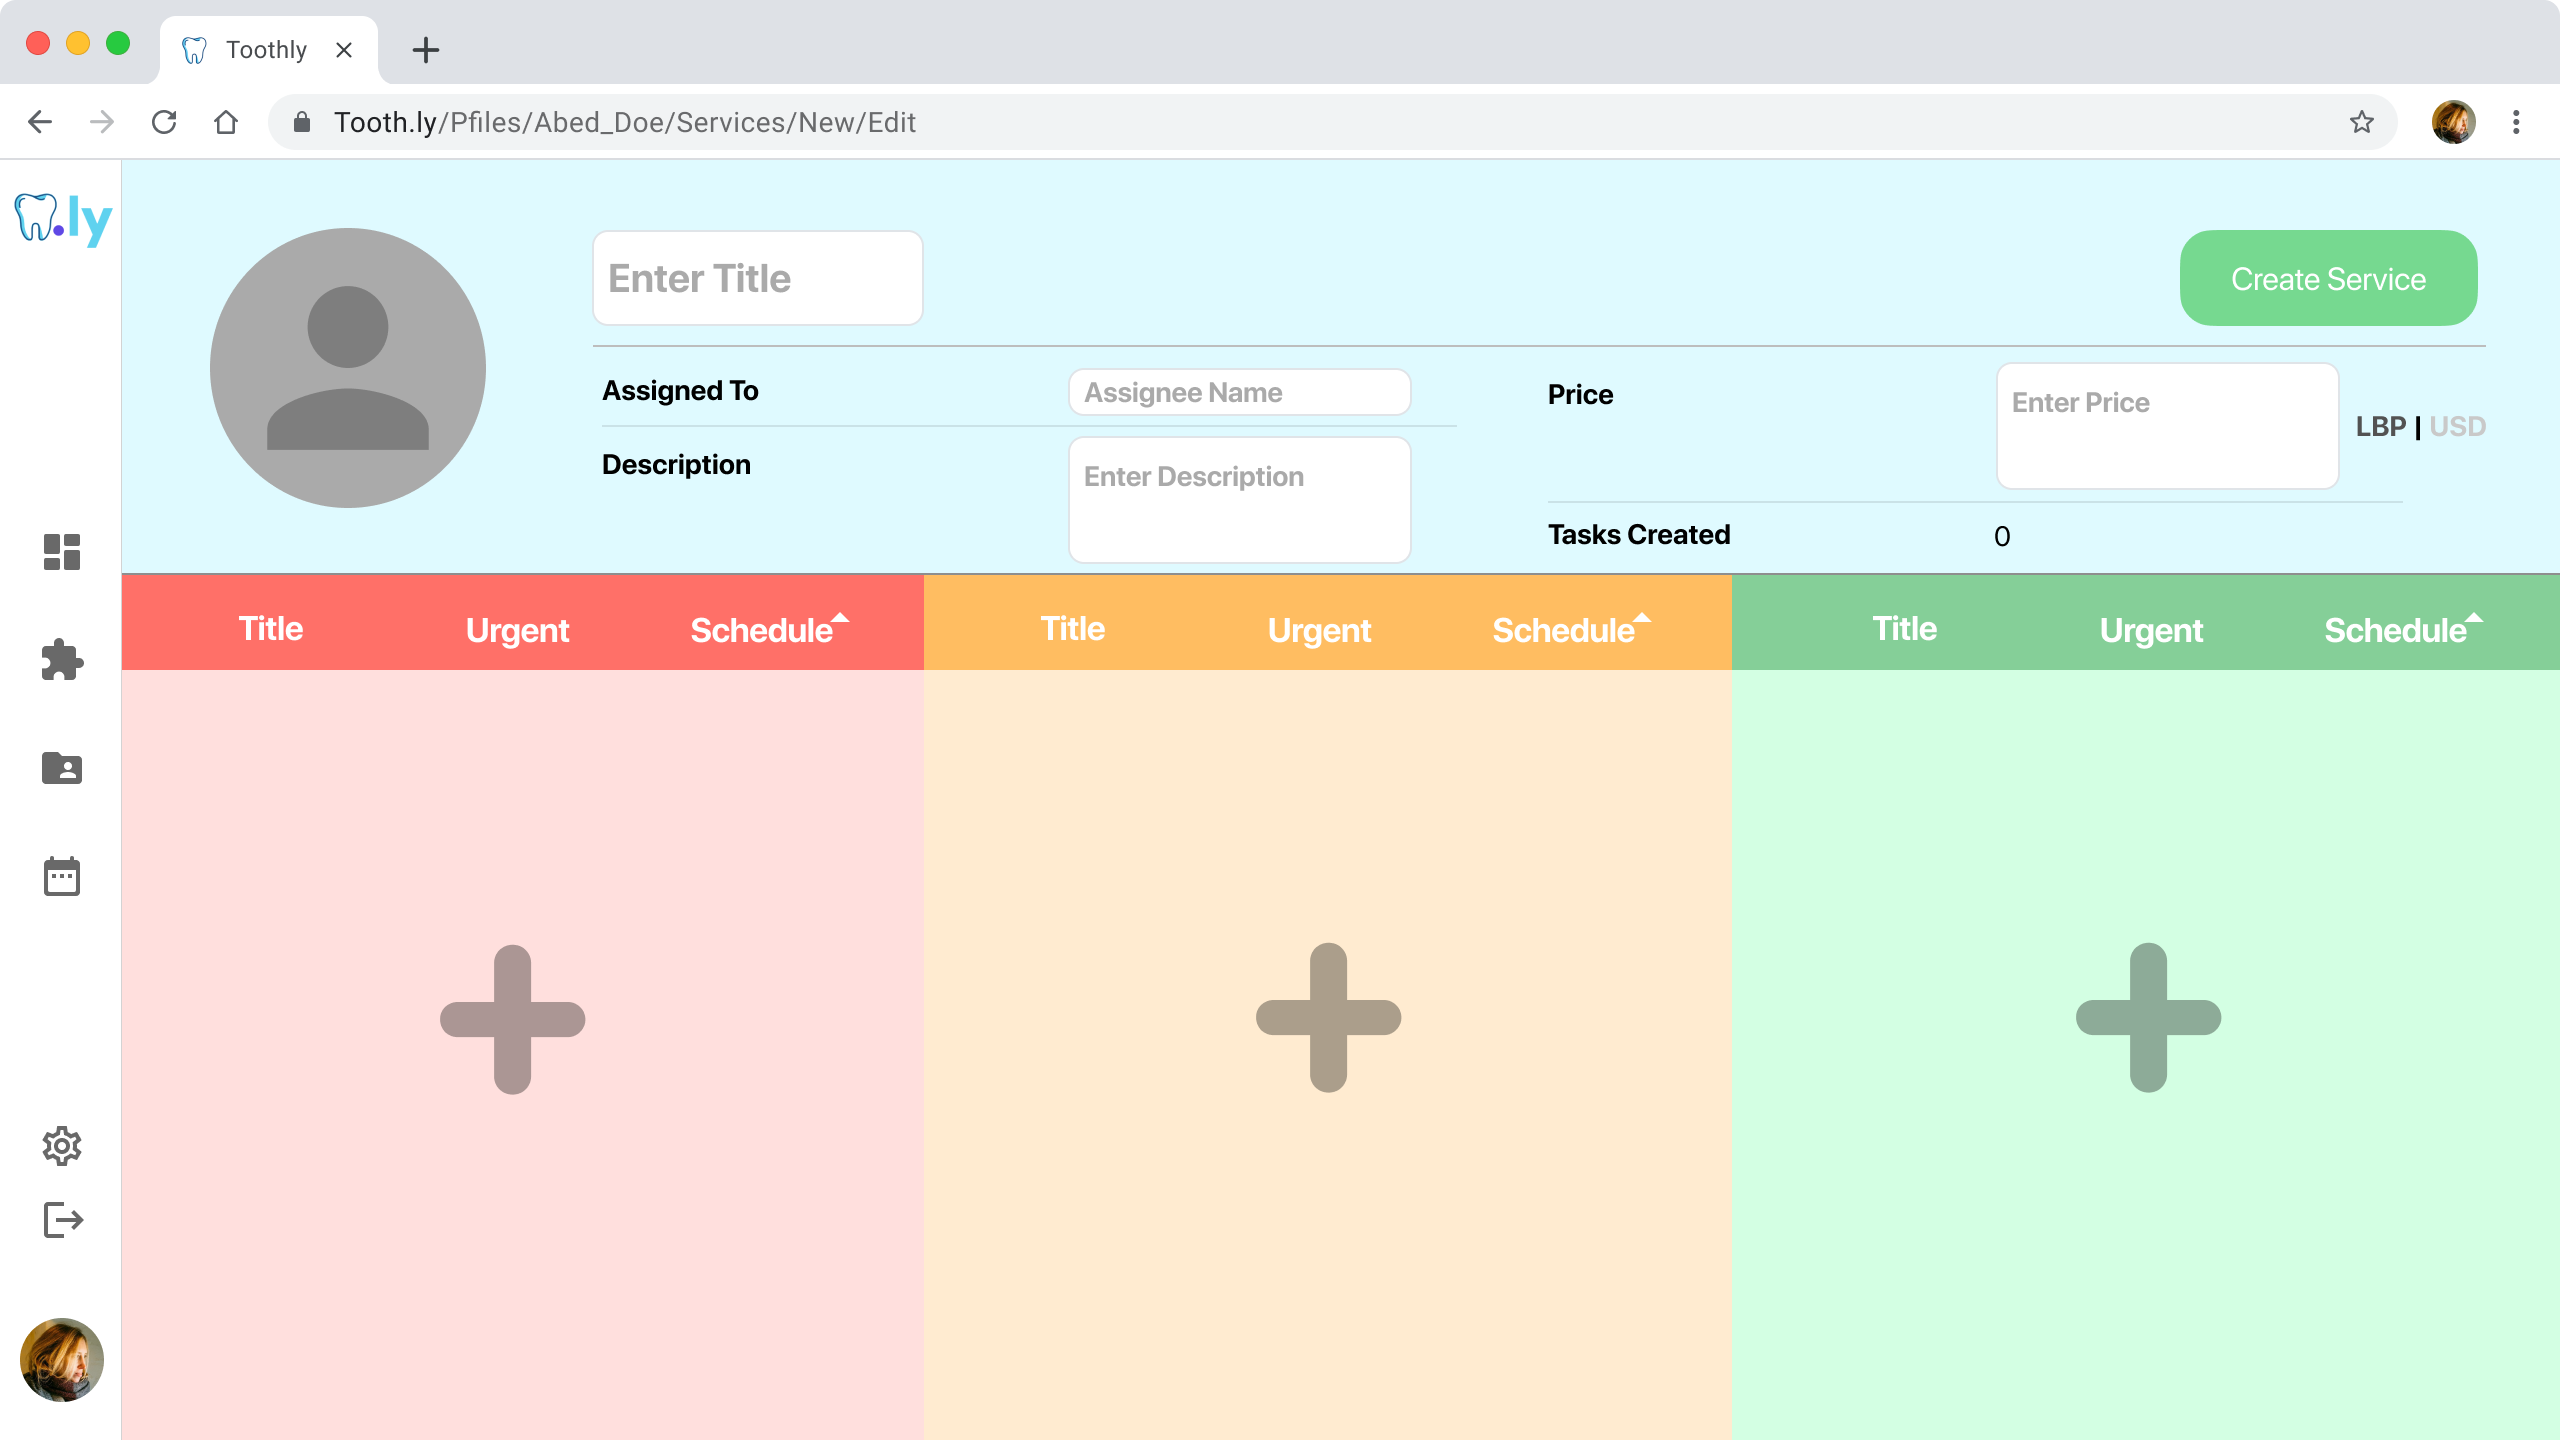 Toothly
Tooth.ly/Pfiles/Abed_Doe/Services/New/Edit
.ly
Enter Title
Create Service
Assigned To
Assignee Name
Description
Enter Description
Price
Enter Price
LBP | USD
Tasks Created
0
Title Urgent Schedule
Title Urgent Schedule
Title Urgent Schedule